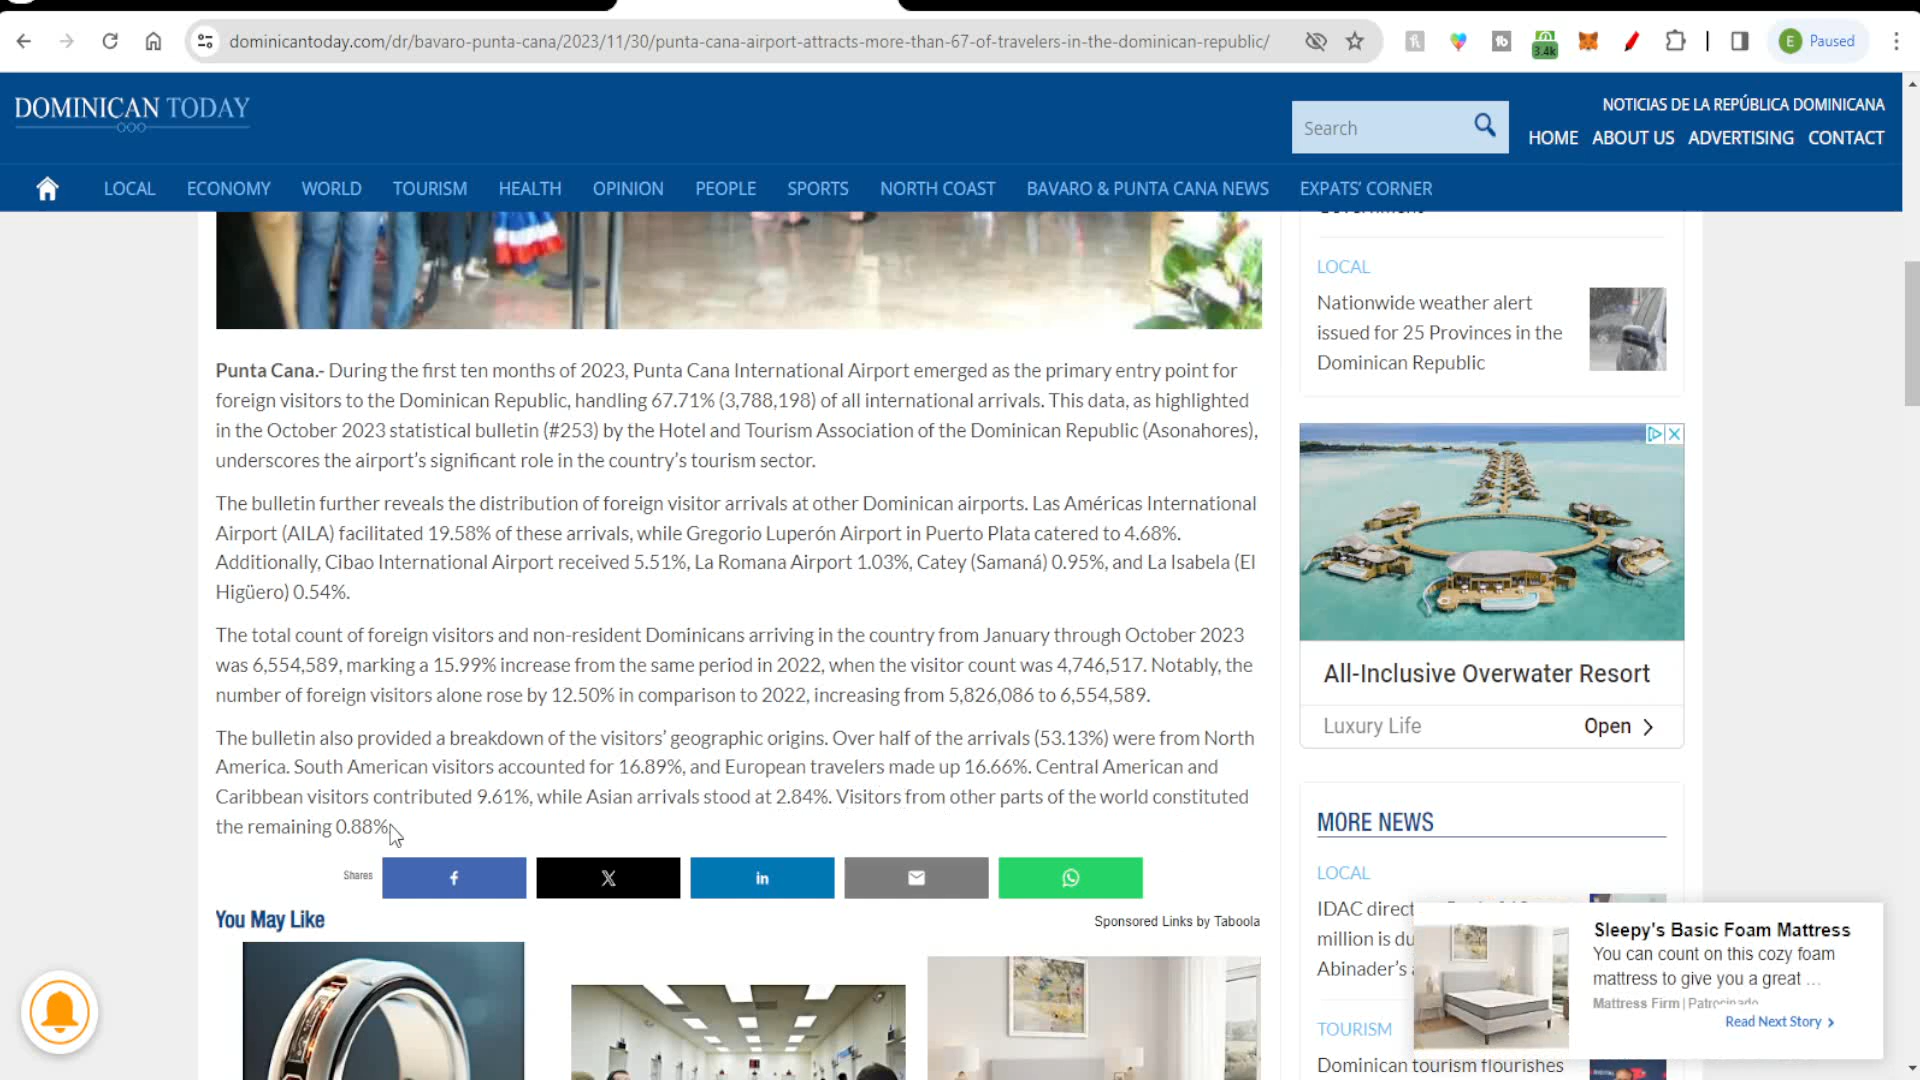 dominicantoday.com/dr/bavaro-punta-cana/2023/11/30/punta-cana-airport-attracts-more-than-67-of-travelers-in-the-dominican-republic/
3.4k
E Paused
DOMINICAN TODAY
Search
NOTICIAS DE LA REPÚBLICA DOMINICANA
HOME ABOUT US ADVERTISING CONTACT
LOCAL ECONOMY WORLD TOURISM HEALTH OPINION PEOPLE SPORTS NORTH COAST BAVARO & PUNTA CANA NEWS EXPATS' CORNER
Punta Cana.- During the first ten months of 2023, Punta Cana International Airport emerged as the primary entry point for
foreign visitors to the Dominican Republic, handling 67.71% (3,788,198) of all international arrivals. This data, as highlighted
in the October 2023 statistical bulletin (#253) by the Hotel and Tourism Association of the Dominican Republic (Asonahores),
underscores the airport's significant role in the country's tourism sector.
The bulletin further reveals the distribution of foreign visitor arrivals at other Dominican airports. Las Américas International
Airport (AILA) facilitated 19.58% of these arrivals, while Gregorio Luperón Airport in Puerto Plata catered to 4.68%.
Additionally, Cibao International Airport received 5.51%, La Romana Airport 1.03%, Catey (Samaná) 0.95%, and La Isabela (El
Higüero) 0.54%.
The total count of foreign visitors and non-resident Dominicans arriving in the country from January through October 2023
was 6,554,589, marking a 15.99% increase from the same period in 2022, when the visitor count was 4,746,517. Notably, the
number of foreign visitors alone rose by 12.50% in comparison to 2022, increasing from 5,826,086 to 6,554,589.
The bulletin also provided a breakdown of the visitors' geographic origins. Over half of the arrivals (53.13%) were from North
America. South American visitors accounted for 16.89%, and European travelers made up 16.66%. Central American and
Caribbean visitors contributed 9.61%, while Asian arrivals stood at 2.84%. Visitors from other parts of the world constituted
the remaining 0.88%.
Shares
You May Like
Sponsored Links by Taboola
LOCAL
Nationwide weather alert
issued for 25 Provinces in the
Dominican Republic
All-Inclusive Overwater Resort
Luxury Life
Open
MORE NEWS
LOCAL
IDAC direct
million is du
Abinader's
TOURISM
Dominican tourism flourishes
Sleepy's Basic Foam Mattress
You can count on this cozy foam
mattress to give you a great ...
Mattress Firm | Patrocinado
Read Next Story